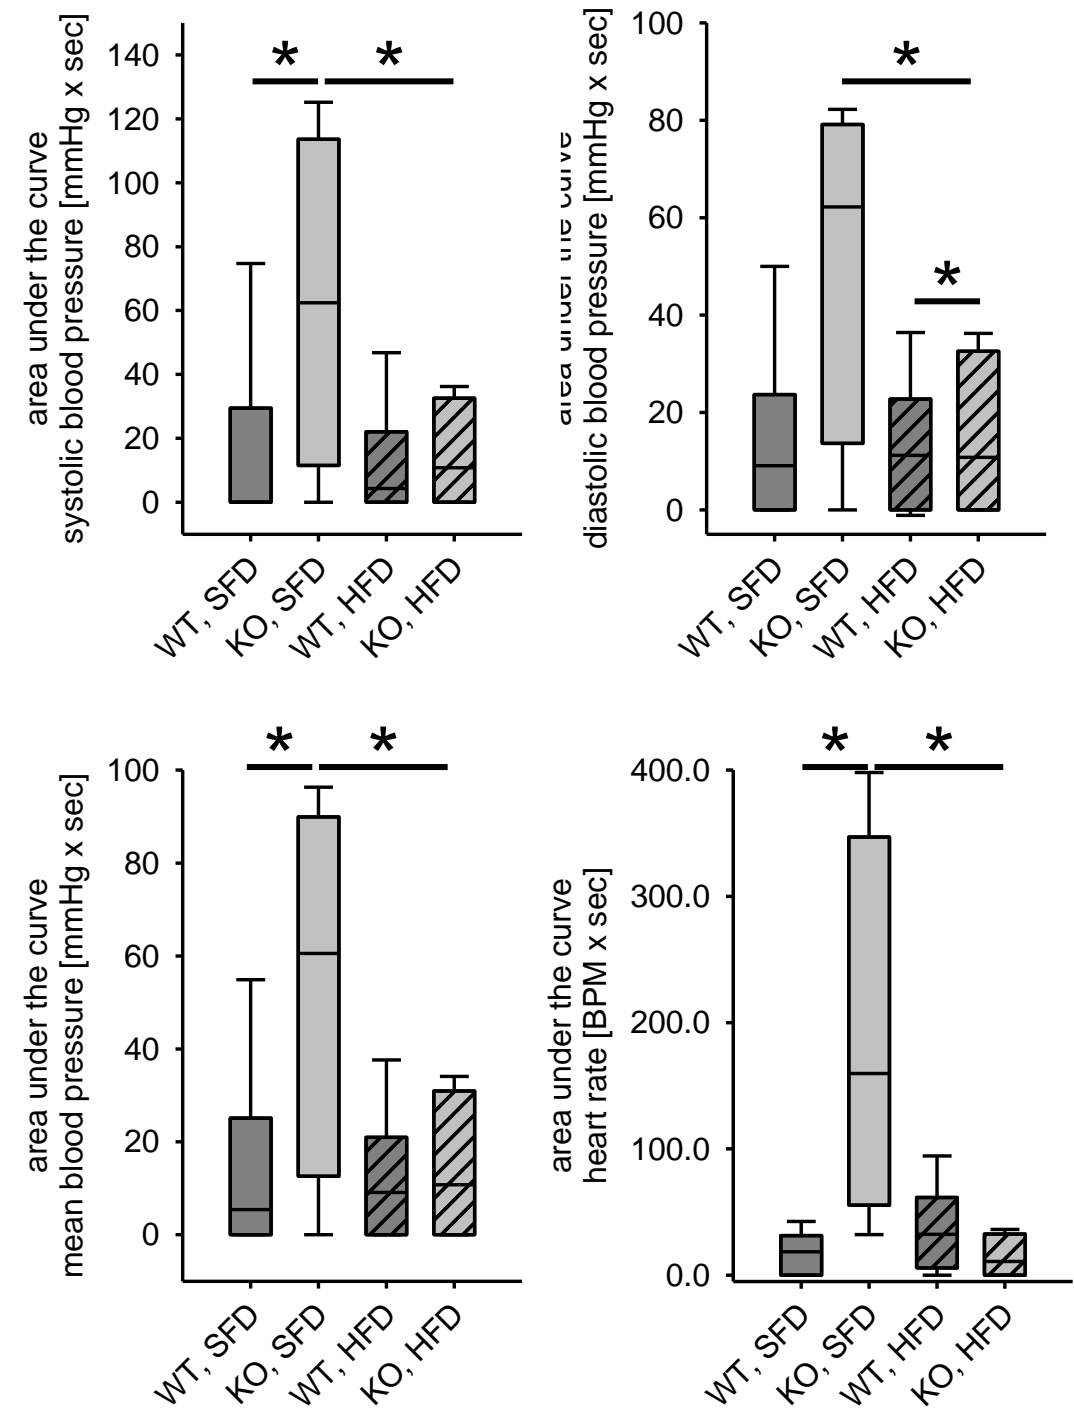 area under the curve
systolic blood pressure [mmHg x sec]
140
120
100
80
60
40
20
0
*
*
WT, SFD
KO, SFD
WT, HFD
KO, HFD
area under the curve
diastolic blood pressure [mmHg x sec]
100
80
60
40
20
0
*
*
WT, SFD
KO, SFD
WT, HFD
KO, HFD
area under the curve
mean blood pressure [mmHg x sec]
100
80
60
40
20
0
*
*
WT, SFD
KO, SFD
WT, HFD
KO, HFD
area under the curve
heart rate [BPM x sec]
400.0
300.0
200.0
100.0
0.0
*
*
WT, SFD
KO, SFD
WT, HFD
KO, HFD